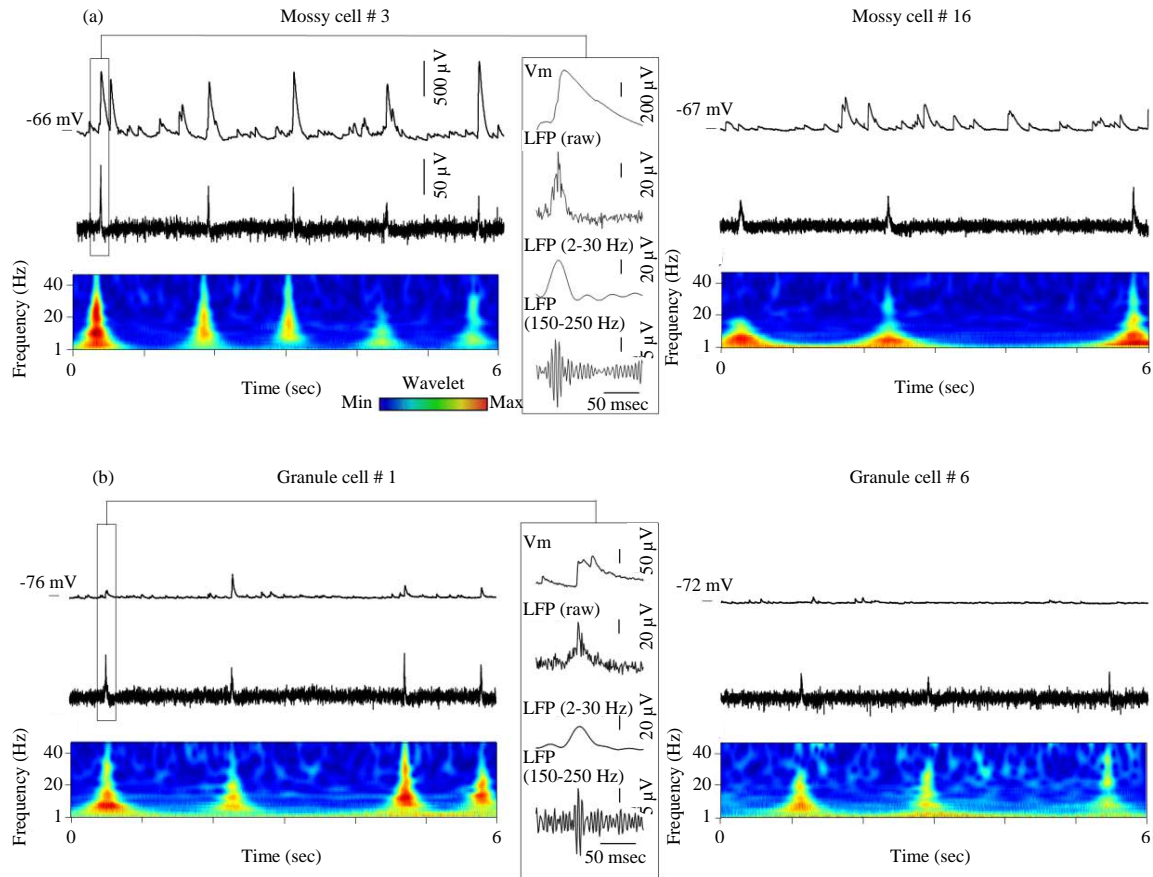 (a)
Mossy cell # 3
Mossy cell # 16
-66 mV
500 µV
50 µV
Vm
200 µV
LFP (raw)
20 µV
LFP (2-30 Hz)
20 µV
LFP
(150-250 Hz)
5 µV
50 msec
-67 mV
Frequency (Hz)
40
20
1
0
6
Time (sec)
Wavelet
Min
Max
Frequency (Hz)
40
20
1
0
6
Time (sec)
(b)
Granule cell # 1
Granule cell # 6
-76 mV
Vm
50 µV
LFP (raw)
20 µV
LFP (2-30 Hz)
20 µV
LFP
(150-250 Hz)
5 µV
50 msec
-72 mV
Frequency (Hz)
40
20
1
0
6
Time (sec)
Frequency (Hz)
40
20
1
0
6
Time (sec)